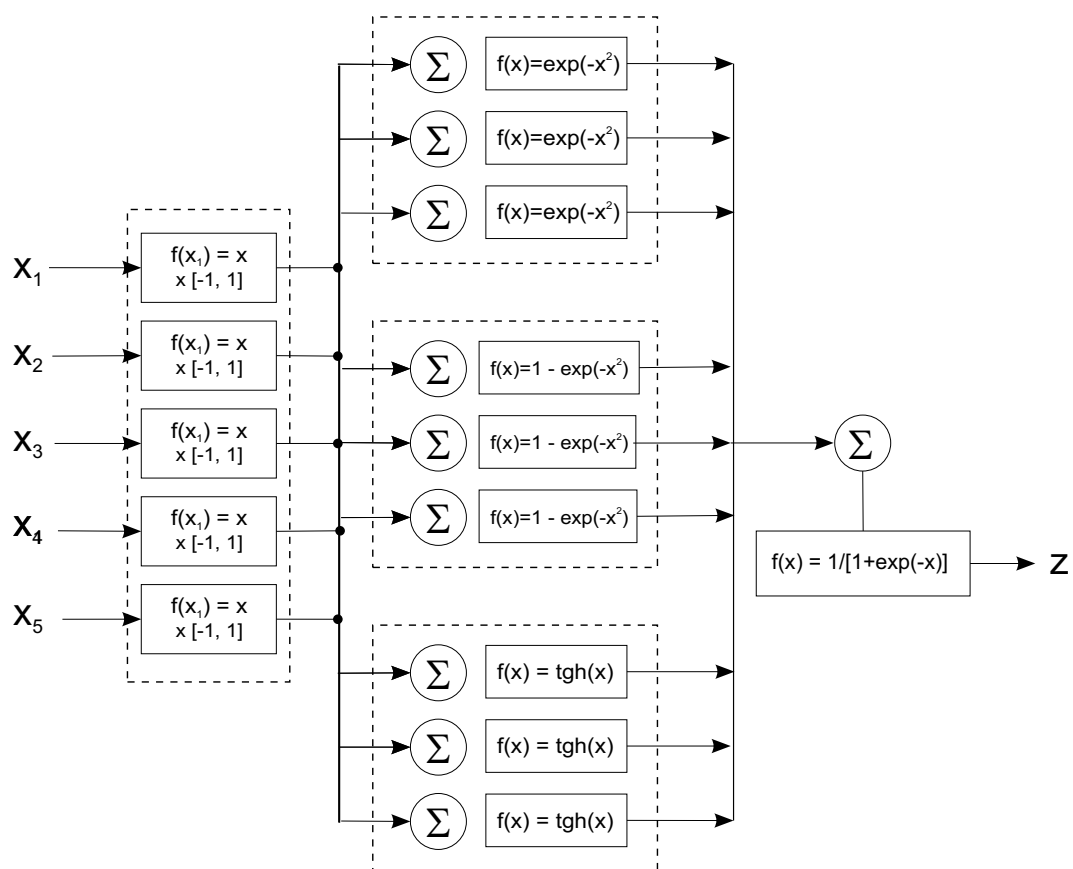 x₁
f(x₁) = x
x [-1, 1]
x₂
f(x₁) = x
x [-1, 1]
x₃
f(x₁) = x
x [-1, 1]
x₄
f(x₁) = x
x [-1, 1]
x₅
f(x₁) = x
x [-1, 1]
Σ f(x)=exp(-x²)
Σ f(x)=exp(-x²)
Σ f(x)=exp(-x²)
Σ f(x)=1 - exp(-x²)
Σ f(x)=1 - exp(-x²)
Σ f(x)=1 - exp(-x²)
Σ f(x) = tgh(x)
Σ f(x) = tgh(x)
Σ f(x) = tgh(x)
Σ
f(x) = 1/[1+exp(-x)]
z